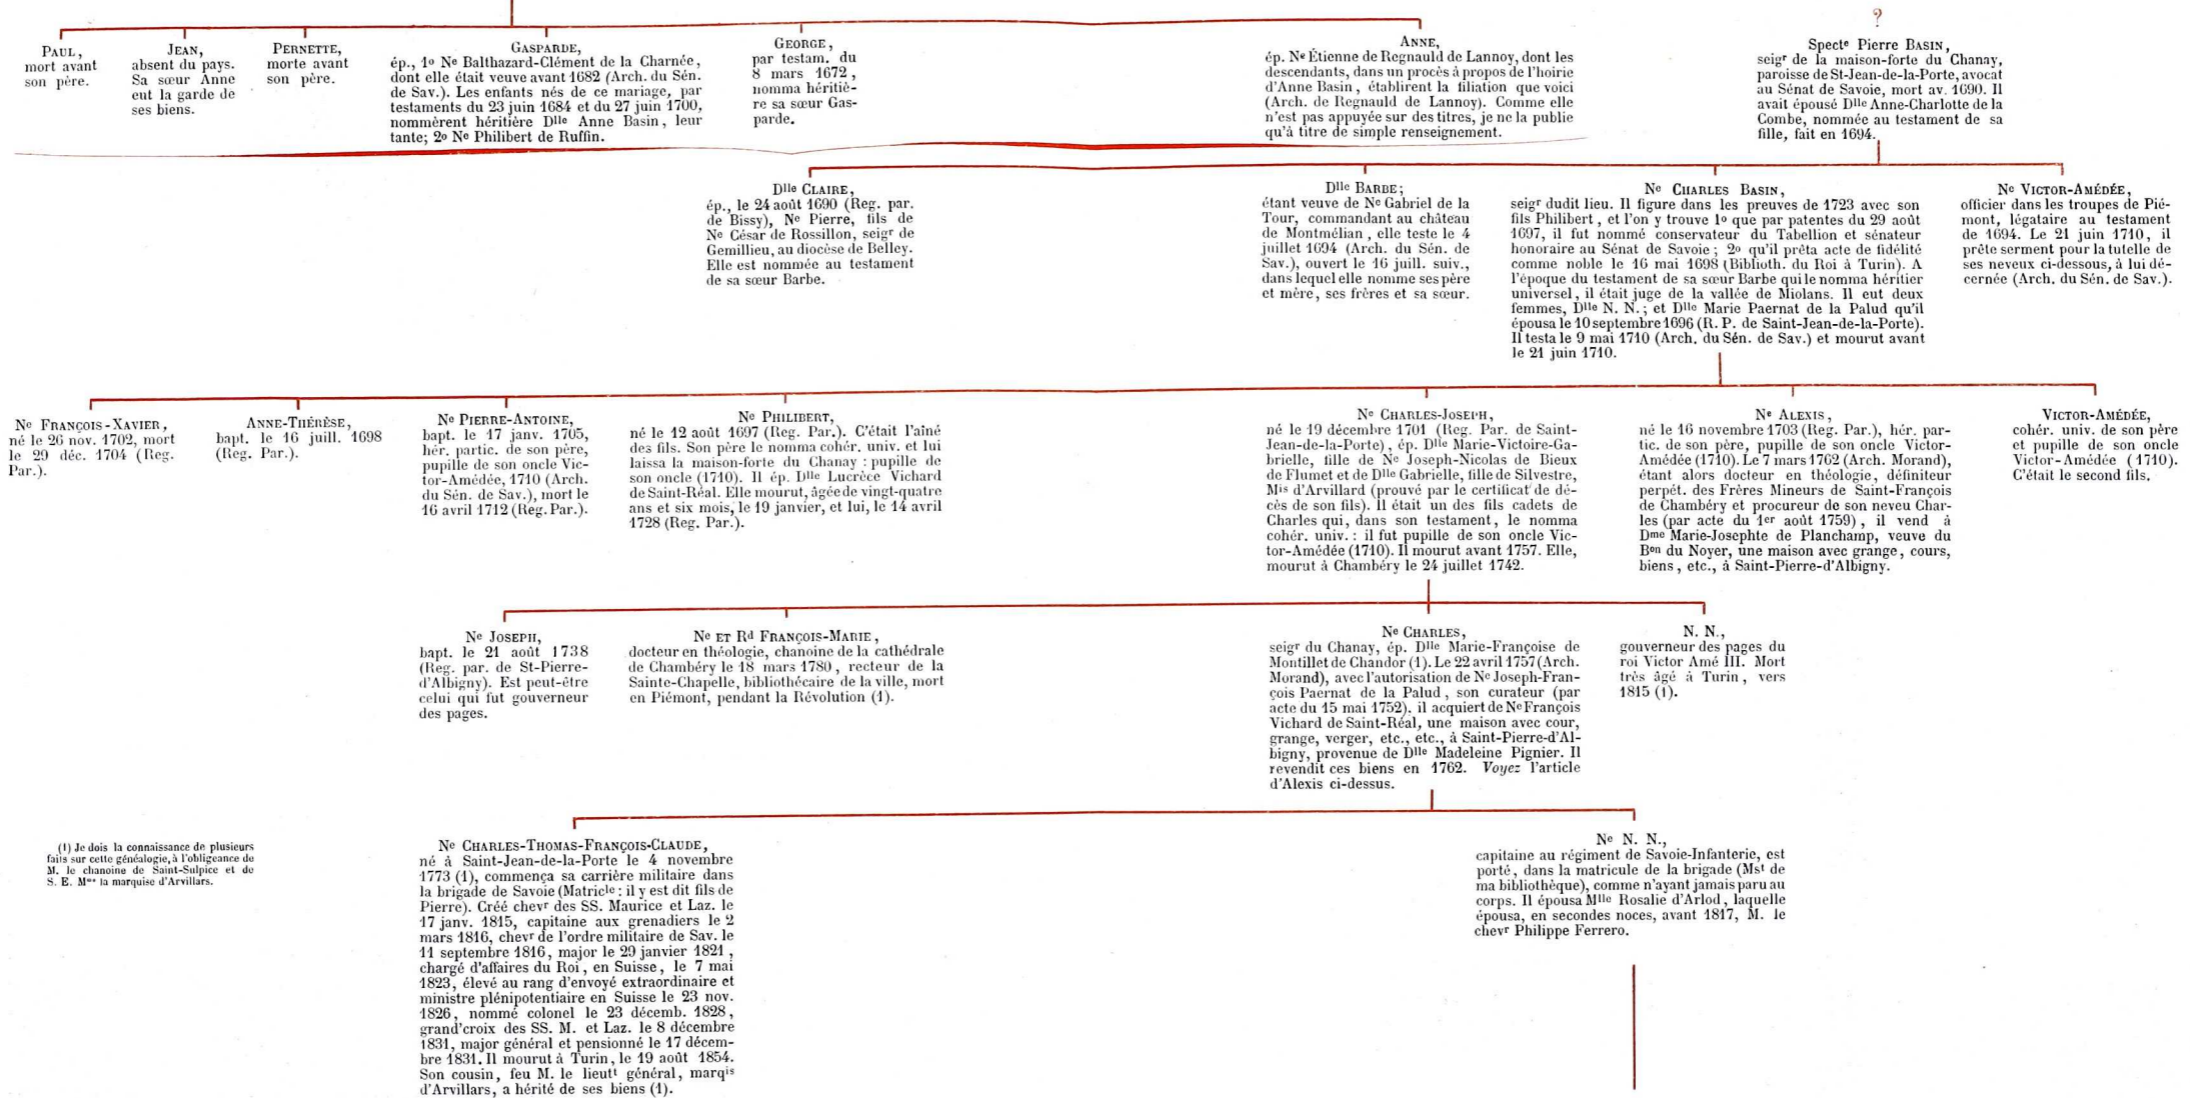 ?
PAUL,
mort avant
son père.
JEAN,
absent du pays.
Sa sœur Anne
eut la garde de
ses biens.
PERNETTE,
morte avant
son père.
GASPARDE,
ép., 1o Ne Balthazard-Clément de la Charnée,
dont elle était veuve avant 1682 (Arch. du Sén.
de Sav.). Les enfants nés de ce mariage, par
testaments du 23 juin 1684 et du 27 juin 1700,
nommèrent héritière Dlle Anne Basin, leur
tante; 2o Ne Philibert de Ruffin.
GEORGE,
par testam. du
8 mars 1672,
nomma héritiè-
re sa sœur Gas-
parde.
ANNE,
ép. Ne Étienne de Regnauld de Lannoy, dont les
descendants, dans un procès à propos de l'hoirie
d'Anne Basin, établirent la filiation que voici
(Arch. de Regnauld de Lannoy). Comme elle
n'est pas appuyée sur des titres, je ne la publie
qu'à titre de simple renseignement.
Specte Pierre BASIN,
seigr de la maison-forte du Chanay,
paroisse de St-Jean-de-la-Porte, avocat
au Sénat de Savoie, mort av. 1690. Il
avait épousé Dlle Anne-Charlotte de la
Combe, nommée au testament de sa
fille, fait en 1694.
Dlle CLAIRE,
ép., le 24 août 1690 (Reg. par.
de Bissy), Ne Pierre, fils de
Ne César de Rossillon, seigr de
Gemillieu, au diocèse de Belley.
Elle est nommée au testament
de sa sœur Barbe.
Dlle BARBE;
étant veuve de Ne Gabriel de la
Tour, commandant au château
de Montmélian, elle teste le 4
juillet 1694 (Arch. du Sén. de
Sav.), ouvert le 16 juill. suiv.,
dans lequel elle nomme ses père
et mère, ses frères et sa sœur.
Ne CHARLES BASIN,
seigr dudit lieu. Il figure dans les preuves de 1723 avec son
fils Philibert, et l'on y trouve 1o que par patentes du 29 août
1697, il fut nommé conservateur du Tabellion et sénateur
honoraire au Sénat de Savoie; 2o qu'il prêta acte de fidélité
comme noble le 16 mai 1698 (Biblioth. du Roi à Turin). A
l'époque du testament de sa sœur Barbe qui le nomma héritier
universel, il était juge de la vallée de Miolans. Il eut deux
femmes, Dlle N. N.; et Dlle Marie Paernat de la Palud qu'il
épousa le 10 septembre 1696 (R. P. de Saint-Jean-de-la-Porte).
Il testa le 9 mai 1710 (Arch. du Sén. de Sav.) et mourut avant
le 21 juin 1710.
Ne VICTOR-AMÉDÉE,
officier dans les troupes de Pié-
mont, légataire au testament
de 1694. Le 21 juin 1710, il
prête serment pour la tutelle de
ses neveux ci-dessous, à lui dé-
cernée (Arch. du Sén. de Sav.).
Ne FRANÇOIS-XAVIER,
né le 26 nov. 1702, mort
le 29 déc. 1704 (Reg.
Par.).
ANNE-THÉRÈSE,
bapt. le 16 juill. 1698
(Reg. Par.).
Ne PIERRE-ANTOINE,
bapt. le 17 janv. 1705,
hér. partic. de son père,
pupille de son oncle Vic-
tor-Amédée, 1710 (Arch.
du Sén. de Sav.), mort le
16 avril 1712 (Reg. Par.).
Ne PHILIBERT,
né le 12 août 1697 (Reg. Par.). C'était l'aîné
des fils. Son père le nomma cohér. univ. et lui
laissa la maison-forte du Chanay : pupille de
son oncle (1710). Il ép. Dlle Lucrèce Vichard
de Saint-Réal. Elle mourut, âgée de vingt-quatre
ans et six mois, le 19 janvier, et lui, le 14 avril
1728 (Reg. Par.).
Ne CHARLES-JOSEPH,
né le 19 décembre 1701 (Reg. Par. de Saint-
Jean-de-la-Porte), ép. Dlle Marie-Victoire-Ga-
brielle, fille de Ne Joseph-Nicolas de Bieux
de Flumet et de Dlle Gabrielle, fille de Silvestre,
Mis d'Arvillard (prouvé par le certificat de dé-
cès de son fils). Il était un des fils cadets de
Charles qui, dans son testament, le nomma
cohér. univ. : il fut pupille de son oncle Vic-
tor-Amédée (1710). Il mourut avant 1757. Elle,
mourut à Chambéry le 24 juillet 1742.
Ne ALEXIS,
né le 16 novembre 1703 (Reg. Par.), hér. par-
tic. de son père, pupille de son oncle Victor-
Amédée (1710). Le 7 mars 1762 (Arch. Morand),
étant alors docteur en théologie, définiteur
perpét. des Frères Mineurs de Saint-François
de Chambéry et procureur de son neveu Char-
les (par acte du 1er août 1759), il vend à
Dme Marie-Josephte de Planchamp, veuve du
Bon du Noyer, une maison avec grange, cours,
biens, etc., à Saint-Pierre-d'Albigny.
VICTOR-AMÉDÉE,
cohér. univ. de son père
et pupille de son oncle
Victor-Amédée (1710).
C'était le second fils.
Ne JOSEPH,
bapt. le 21 août 1738
(Reg. par. de St-Pierre-
d'Albigny). Est peut-être
celui qui fut gouverneur
des pages.
Ne ET Rd FRANÇOIS-MARIE,
docteur en théologie, chanoine de la cathédrale
de Chambéry le 18 mars 1780, recteur de la
Sainte-Chapelle, bibliothécaire de la ville, mort
en Piémont, pendant la Révolution (1).
Ne CHARLES,
seigr du Chanay, ép. Dlle Marie-Françoise de
Montillet de Chandor (1). Le 22 avril 1757 (Arch.
Morand), avec l'autorisation de Ne Joseph-Fran-
çois Paernat de la Palud, son curateur (par
acte du 15 mai 1752), il acquiert de Ne François
Vichard de Saint-Réal, une maison avec cour,
grange, verger, etc., etc., à Saint-Pierre-d'Al-
bigny, provenue de Dlle Madeleine Pignier. Il
revendit ces biens en 1762. Voyez l'article
d'Alexis ci-dessus.
N. N.,
gouverneur des pages du
roi Victor Amé III. Mort
très âgé à Turin, vers
1815 (1).
(1) Je dois la connaissance de plusieurs
faits sur cette généalogie, à l'obligeance de
M. le chanoine de Saint-Sulpice et de
S. E. Mme la marquise d'Arvillars.
Ne CHARLES-THOMAS-FRANÇOIS-CLAUDE,
né à Saint-Jean-de-la-Porte le 4 novembre
1773 (1), commença sa carrière militaire dans
la brigade de Savoie (Matricle : il y est dit fils de
Pierre). Créé chevr des SS. Maurice et Laz. le
17 janv. 1815, capitaine aux grenadiers le 2
mars 1816, chevr de l'ordre militaire de Sav. le
11 septembre 1816, major le 29 janvier 1821,
chargé d'affaires du Roi, en Suisse, le 7 mai
1823, élevé au rang d'envoyé extraordinaire et
ministre plénipotentiaire en Suisse le 23 nov.
1826, nommé colonel le 23 décemb. 1828,
grand'croix des SS. M. et Laz. le 8 décembre
1831, major général et pensionné le 17 décem-
bre 1831. Il mourut à Turin, le 19 août 1854.
Son cousin, feu M. le lieutt général, marqis
d'Arvillars, a hérité de ses biens (1).
Ne N. N.,
capitaine au régiment de Savoie-Infanterie, est
porté, dans la matricule de la brigade (Mst de
ma bibliothèque), comme n'ayant jamais paru au
corps. Il épousa Mlle Rosalie d'Arlod, laquelle
épousa, en secondes noces, avant 1817, M. le
chevr Philippe Ferrero.